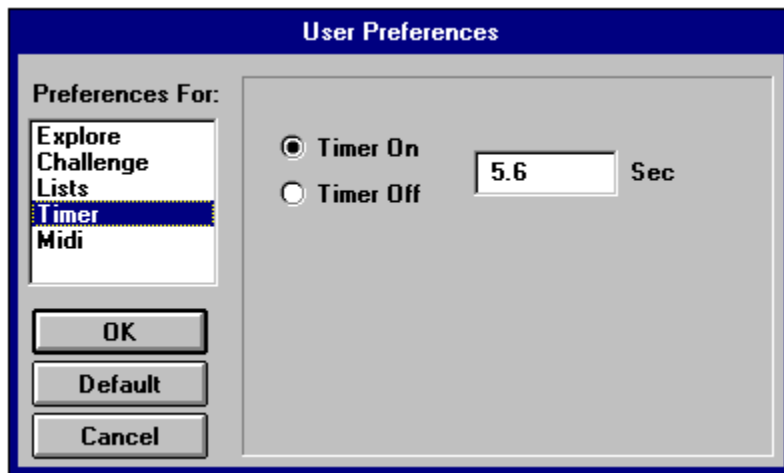 User Preferences
Preferences For:
Explore
Challenge
Lists
Timer
Midi
OK
Default
Cancel
Timer On
Timer Off
5.6 Sec